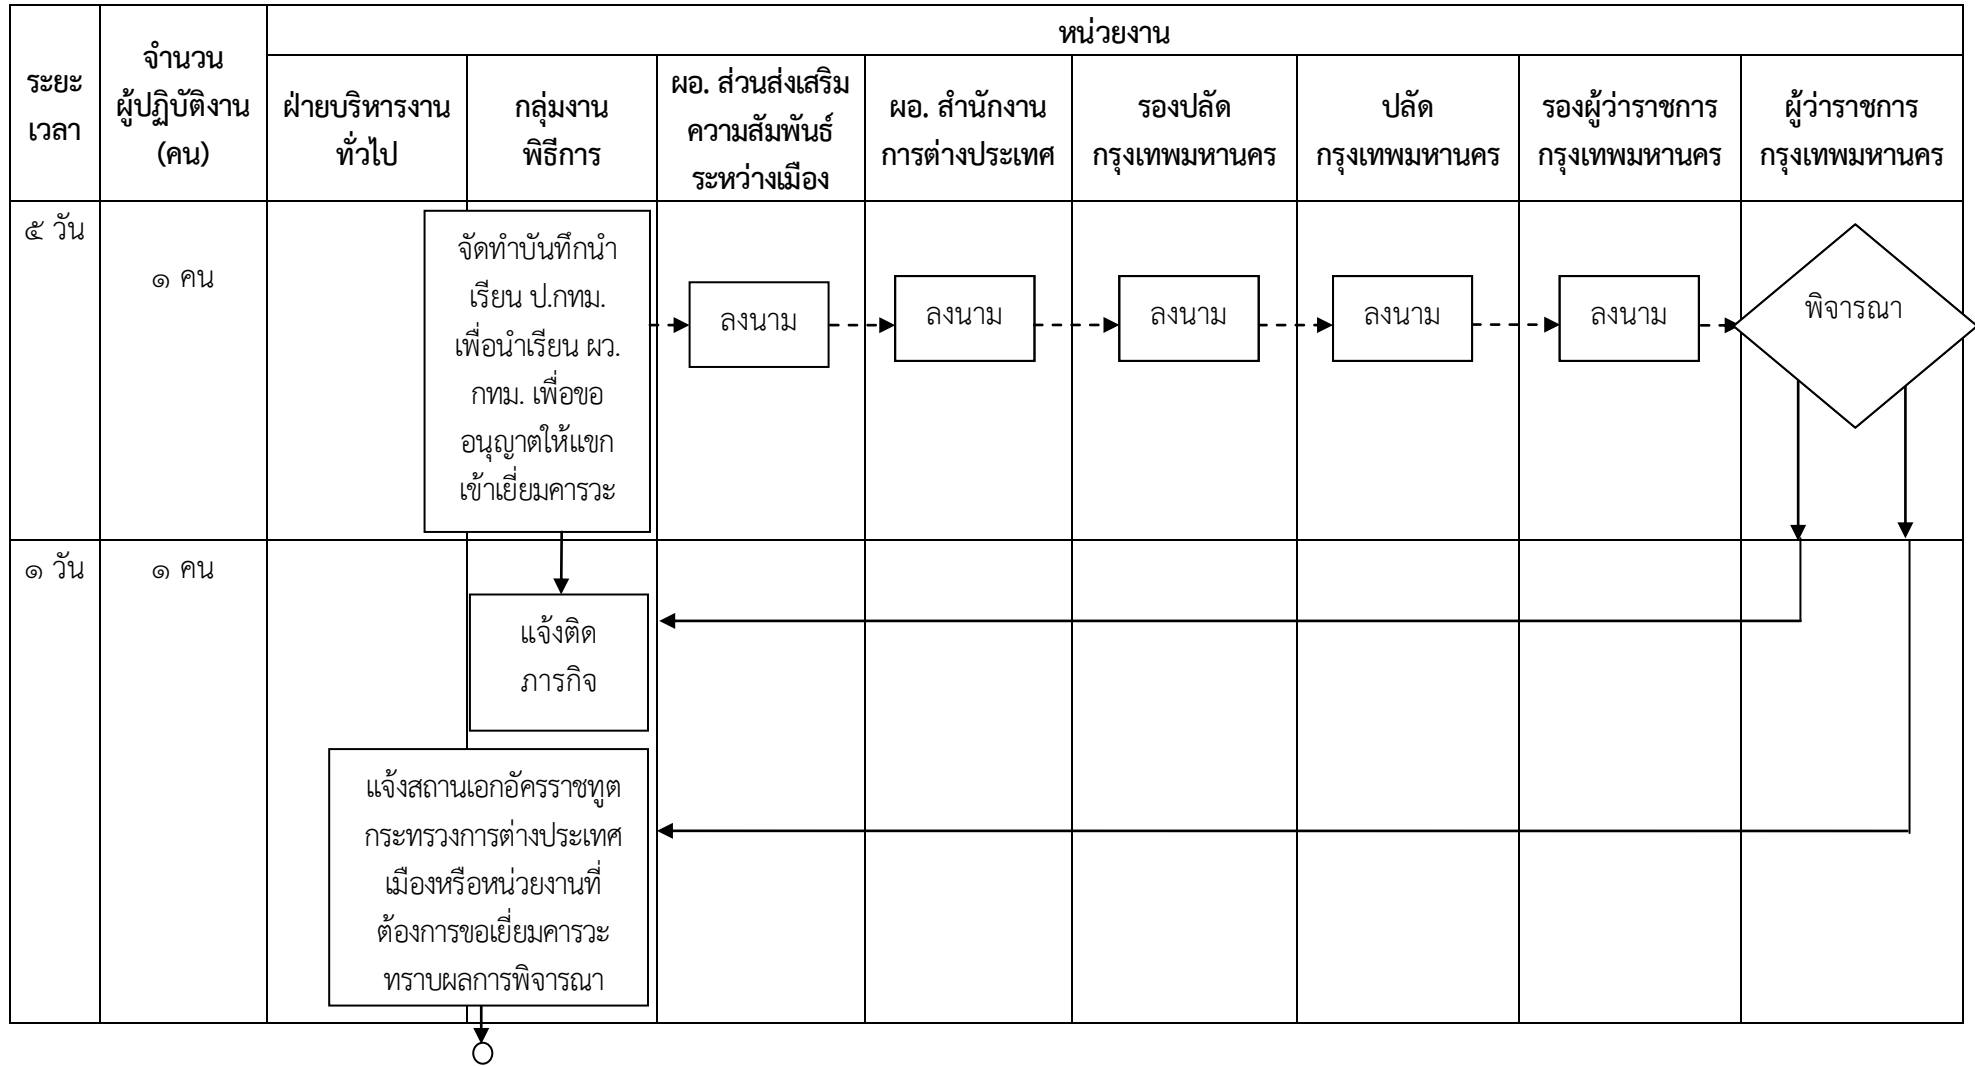 หน่วยงาน
ระยะ
เวลา
จำนวน
ผู้ปฏิบัติงาน
(คน)
ฝ่ายบริหารงาน
ทั่วไป
กลุ่มงาน
พิธีการ
ผอ. ส่วนส่งเสริม
ความสัมพันธ์
ระหว่างเมือง
ผอ. สำนักงาน
การต่างประเทศ
รองปลัด
กรุงเทพมหานคร
ปลัด
กรุงเทพมหานคร
รองผู้ว่าราชการ
กรุงเทพมหานคร
ผู้ว่าราชการ
กรุงเทพมหานคร
๕ วัน
๑ คน
จัดทำบันทึกนำ
เรียน ป.กทม.
เพื่อนำเรียน ผว.
กทม. เพื่อขอ
อนุญาตให้แขก
เข้าเยี่ยมคารวะ
ลงนาม
ลงนาม
ลงนาม
ลงนาม
ลงนาม
พิจารณา
๑ วัน
๑ คน
แจ้งติด
ภารกิจ
แจ้งสถานเอกอัครราชทูต
กระทรวงการต่างประเทศ
เมืองหรือหน่วยงานที่
ต้องการขอเยี่ยมคารวะ
ทราบผลการพิจารณา